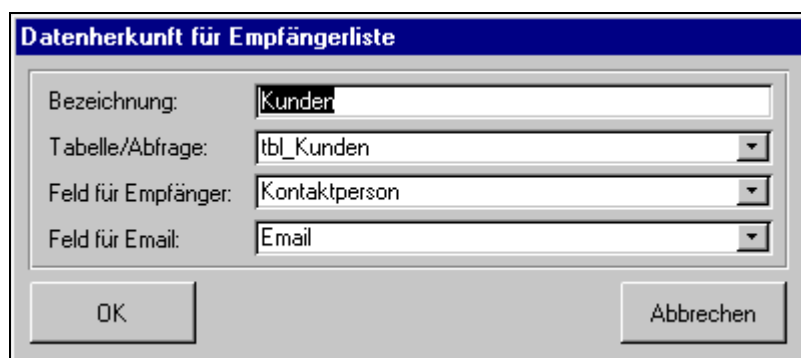 Datenherkunft für Empfängerliste
Bezeichnung: Kunden
Tabelle/Abfrage: tbl_Kunden
Feld für Empfänger: Kontaktperson
Feld für Email: Email
OK Abbrechen